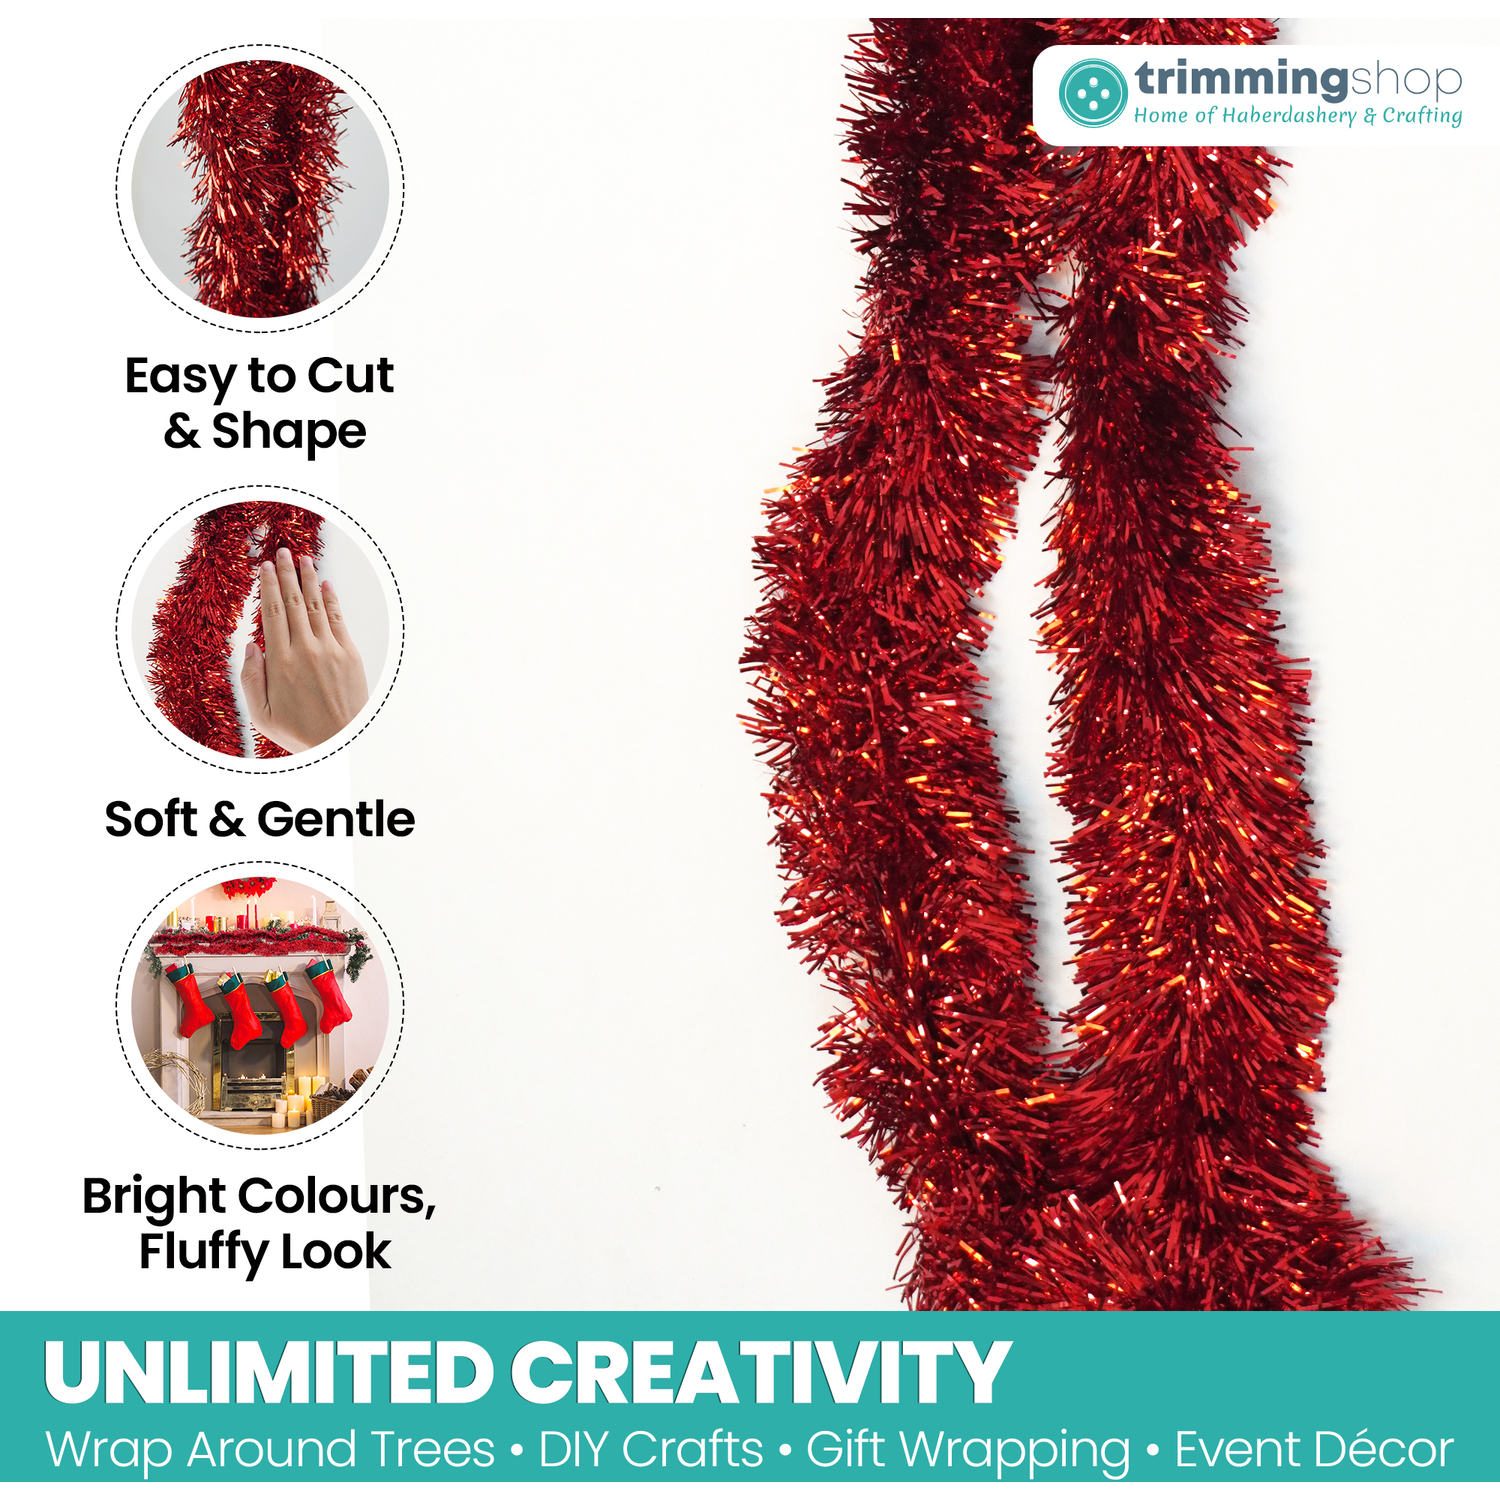 trimmingshop
Home of Haberdashery & Crafting
Easy to Cut
& Shape
Soft & Gentle
Bright Colours,
Fluffy Look
UNLIMITED CREATIVITY
Wrap Around Trees • DIY Crafts • Gift Wrapping • Event Décor